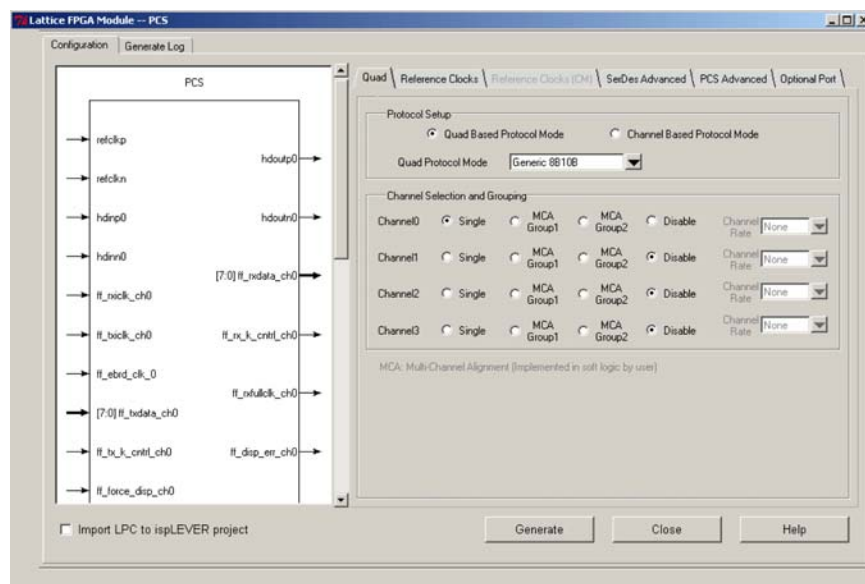 Lattice FPGA Module -- PCS
Configuration
Generate Log
PCS
refclkp
refclkn
hdinp0
hdinn0
ff_rxiclk_ch0
ff_txiclk_ch0
ff_ebrd_clk_0
[7:0] ff_txdata_ch0
ff_tx_k_cntrl_ch0
ff_force_disp_ch0
hdoutp0
hdoutn0
[7:0] ff_rxdata_ch0
ff_rx_k_cntrl_ch0
ff_rxfullclk_ch0
ff_disp_err_ch0
Quad
Reference Clocks
Reference Clocks (CM)
SerDes Advanced
PCS Advanced
Optional Port
Protocol Setup
Quad Based Protocol Mode
Channel Based Protocol Mode
Quad Protocol Mode
Generic 8B10B
Channel Selection and Grouping
Channel0 Single MCA Group1 MCA Group2 Disable Channel Rate None
Channel1 Single MCA Group1 MCA Group2 Disable Channel Rate None
Channel2 Single MCA Group1 MCA Group2 Disable Channel Rate None
Channel3 Single MCA Group1 MCA Group2 Disable Channel Rate None
MCA: Multi-Channel Alignment (Implemented in soft logic by user)
Import LPC to ispLEVER project
Generate
Close
Help